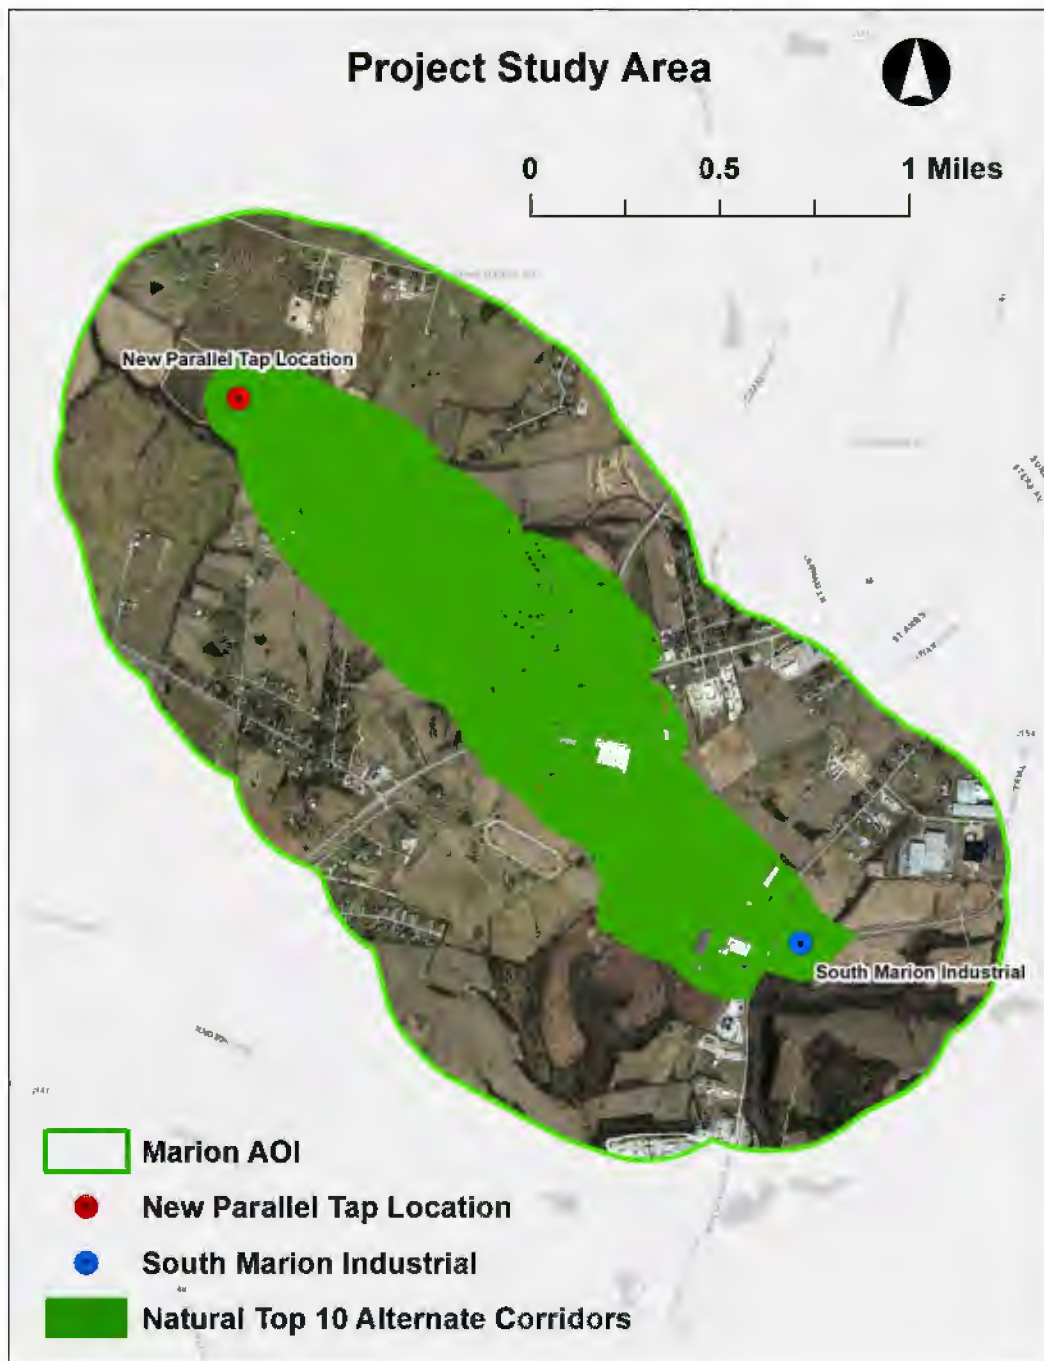 Project Study Area
0 0.5 1 Miles
New Parallel Tap Location
South Marion Industrial
Marion AOI
New Parallel Tap Location
South Marion Industrial
Natural Top 10 Alternate Corridors